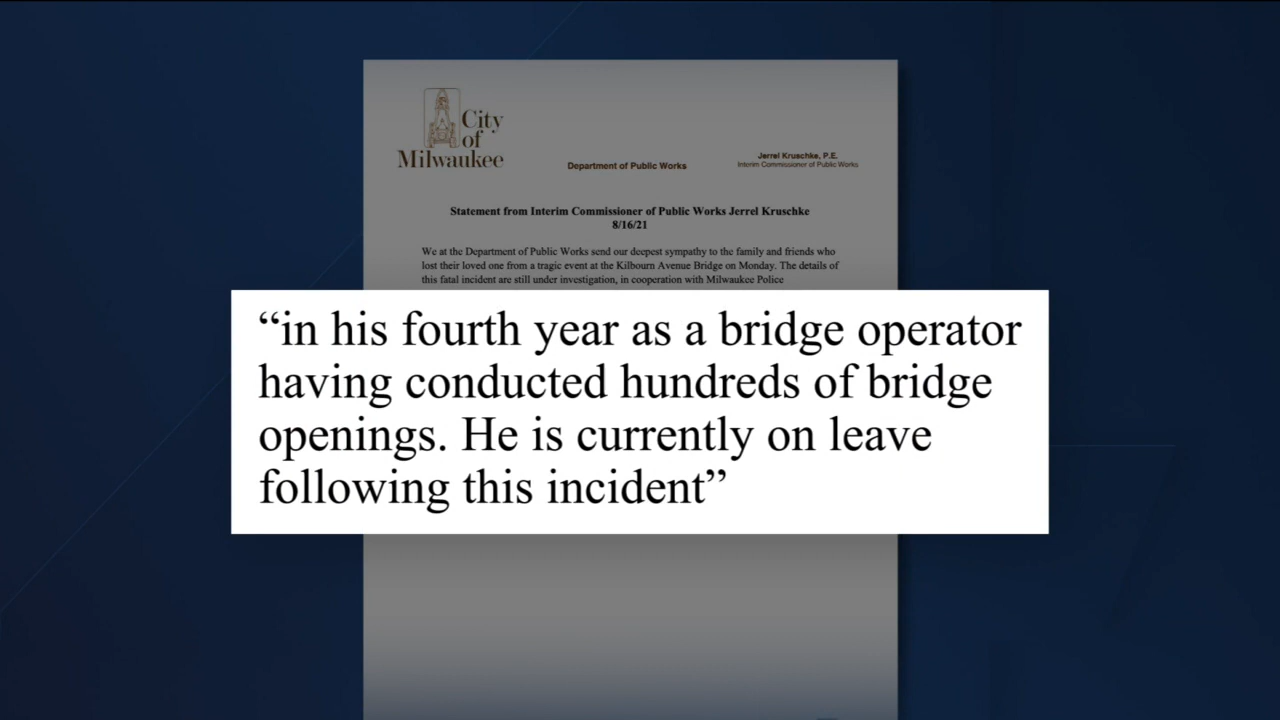 City
of
Milwaukee
Department of Public Works
Jerrel Kruschke, P.E.
Interim Commissioner of Public Works
Statement from Interim Commissioner of Public Works Jerrel Kruschke
8/16/21
We at the Department of Public Works send our deepest sympathy to the family and friends who
lost their loved one from a tragic event at the Kilbourn Avenue Bridge on Monday. The details of
this fatal incident are still under investigation, in cooperation with Milwaukee Police
“in his fourth year as a bridge operator
having conducted hundreds of bridge
openings. He is currently on leave
following this incident”